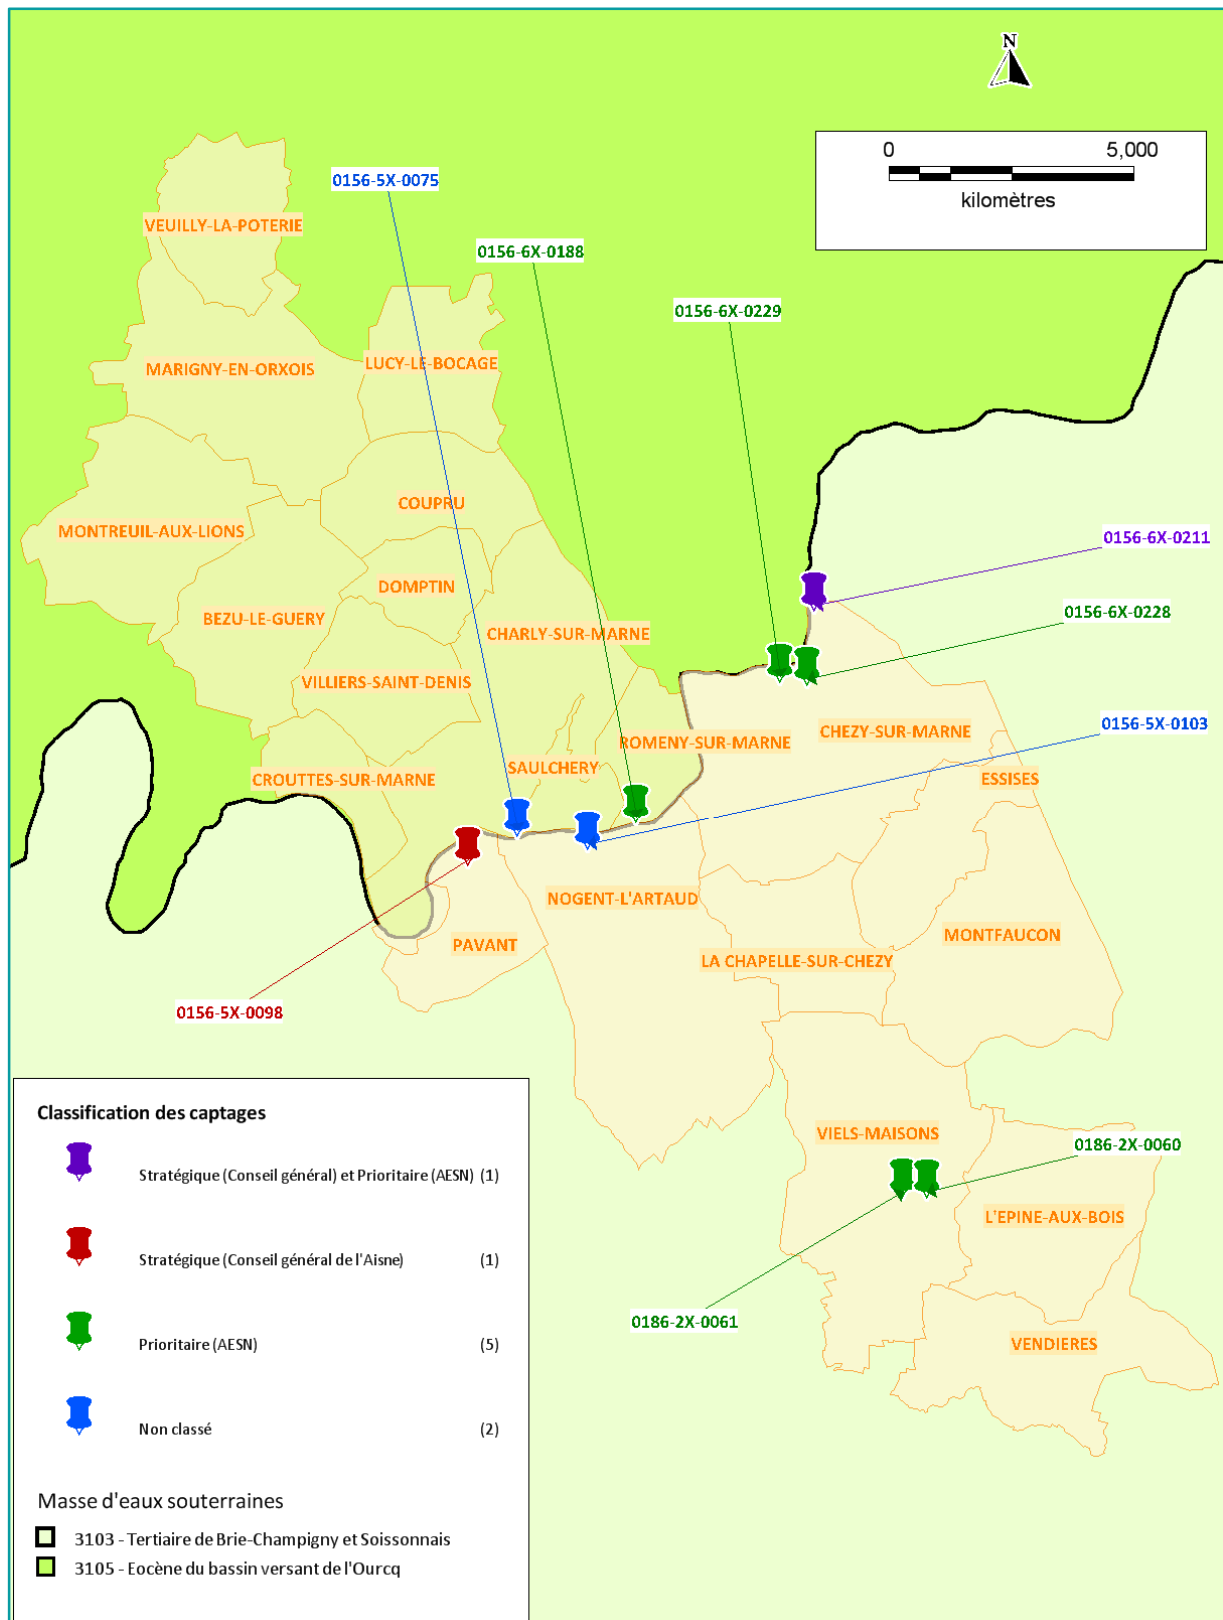 N
0 5,000
kilomètres
0156-5X-0075
VEUILLY-LA-POTERIE
0156-6X-0188
0156-6X-0229
MARIGNY-EN-ORXOIS
LUCY-LE-BOCAGE
COUPRU
MONTREUIL-AUX-LIONS
0156-6X-0211
DOMPTIN
BEZU-LE-GUERY
0156-6X-0228
CHARLY-SUR-MARNE
VILLIERS-SAINT-DENIS
0156-5X-0103
CHEZY-SUR-MARNE
ROMENY-SUR-MARNE
SAULCHERY
CROUTTES-SUR-MARNE
ESSISES
NOGENT-L'ARTAUD
MONTFAUCON
PAVANT
LA CHAPELLE-SUR-CHEZY
0156-5X-0098
VIELS-MAISONS
0186-2X-0060
L'EPINE-AUX-BOIS
0186-2X-0061
VENDIERES
Classification des captages
Stratégique (Conseil général) et Prioritaire (AESN) (1)
Stratégique (Conseil général de l'Aisne) (1)
Prioritaire (AESN) (5)
Non classé (2)
Masse d'eaux souterraines
3103 - Tertiaire de Brie-Champigny et Soissonnais
3105 - Eocène du bassin versant de l'Ourcq